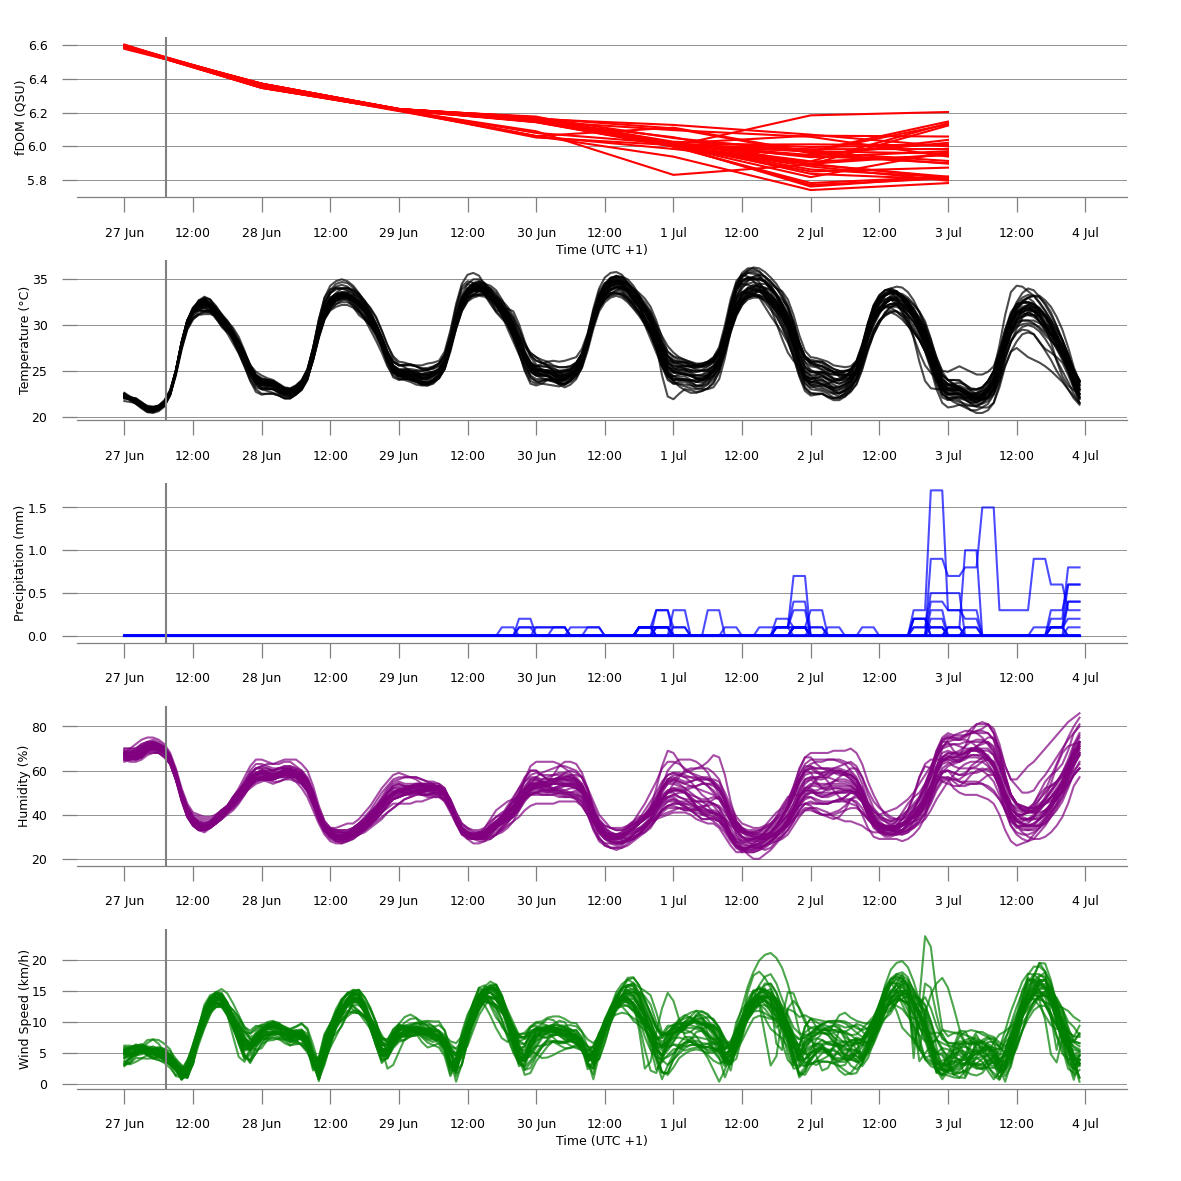 6.6
6.4
6.2
6.0
5.8
fDOM (QSU)
27 Jun 12:00 28 Jun 12:00 29 Jun 12:00 30 Jun 12:00 1 Jul 12:00 2 Jul 12:00 3 Jul 12:00 4 Jul
Time (UTC +1)
35
30
25
20
Temperature (°C)
27 Jun 12:00 28 Jun 12:00 29 Jun 12:00 30 Jun 12:00 1 Jul 12:00 2 Jul 12:00 3 Jul 12:00 4 Jul
1.5
1.0
0.5
0.0
Precipitation (mm)
27 Jun 12:00 28 Jun 12:00 29 Jun 12:00 30 Jun 12:00 1 Jul 12:00 2 Jul 12:00 3 Jul 12:00 4 Jul
80
60
40
20
Humidity (%)
27 Jun 12:00 28 Jun 12:00 29 Jun 12:00 30 Jun 12:00 1 Jul 12:00 2 Jul 12:00 3 Jul 12:00 4 Jul
20
15
10
5
0
Wind Speed (km/h)
27 Jun 12:00 28 Jun 12:00 29 Jun 12:00 30 Jun 12:00 1 Jul 12:00 2 Jul 12:00 3 Jul 12:00 4 Jul
Time (UTC +1)